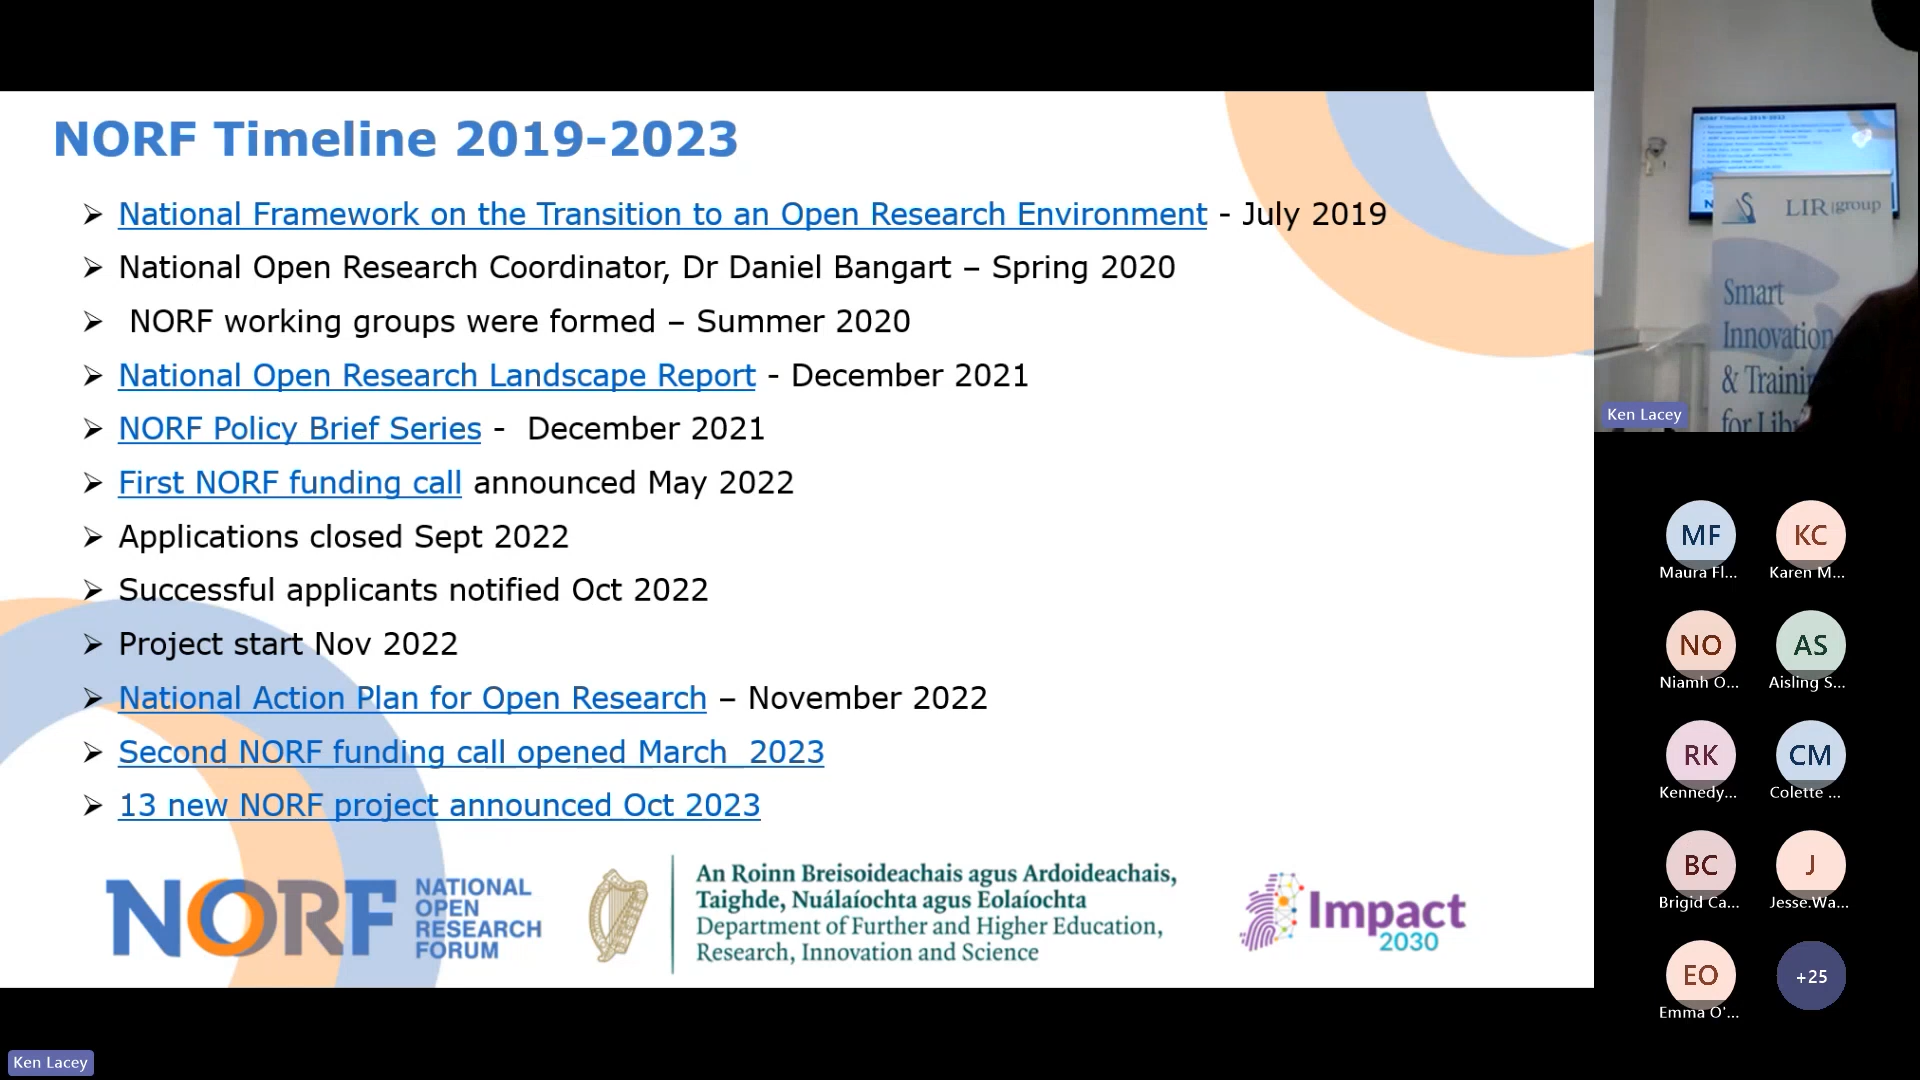 NORF Timeline 2019-2023
National Framework on the Transition to an Open Research Environment - July 2019
National Open Research Coordinator, Dr Daniel Bangart – Spring 2020
NORF working groups were formed – Summer 2020
National Open Research Landscape Report - December 2021
NORF Policy Brief Series - December 2021
First NORF funding call announced May 2022
Applications closed Sept 2022
Successful applicants notified Oct 2022
Project start Nov 2022
National Action Plan for Open Research – November 2022
Second NORF funding call opened March 2023
13 new NORF project announced Oct 2023
NORF
NATIONAL
OPEN
RESEARCH
FORUM
An Roinn Breisoideachais agus Ardoideachais,
Taighde, Nuálaíochta agus Eolaíochta
Department of Further and Higher Education,
Research, Innovation and Science
Impact
2030
Ken Lacey
NORF Timeline 2019-2023
LIR group
Smart
Innovation
& Trainin
for Libr
Ken Lacey
MF
Maura Fl...
KC
Karen M...
NO
Niamh O...
AS
Aisling S...
RK
Kennedy...
CM
Colette ...
BC
Brigid Ca...
J
Jesse.Wa...
EO
Emma O'...
+25